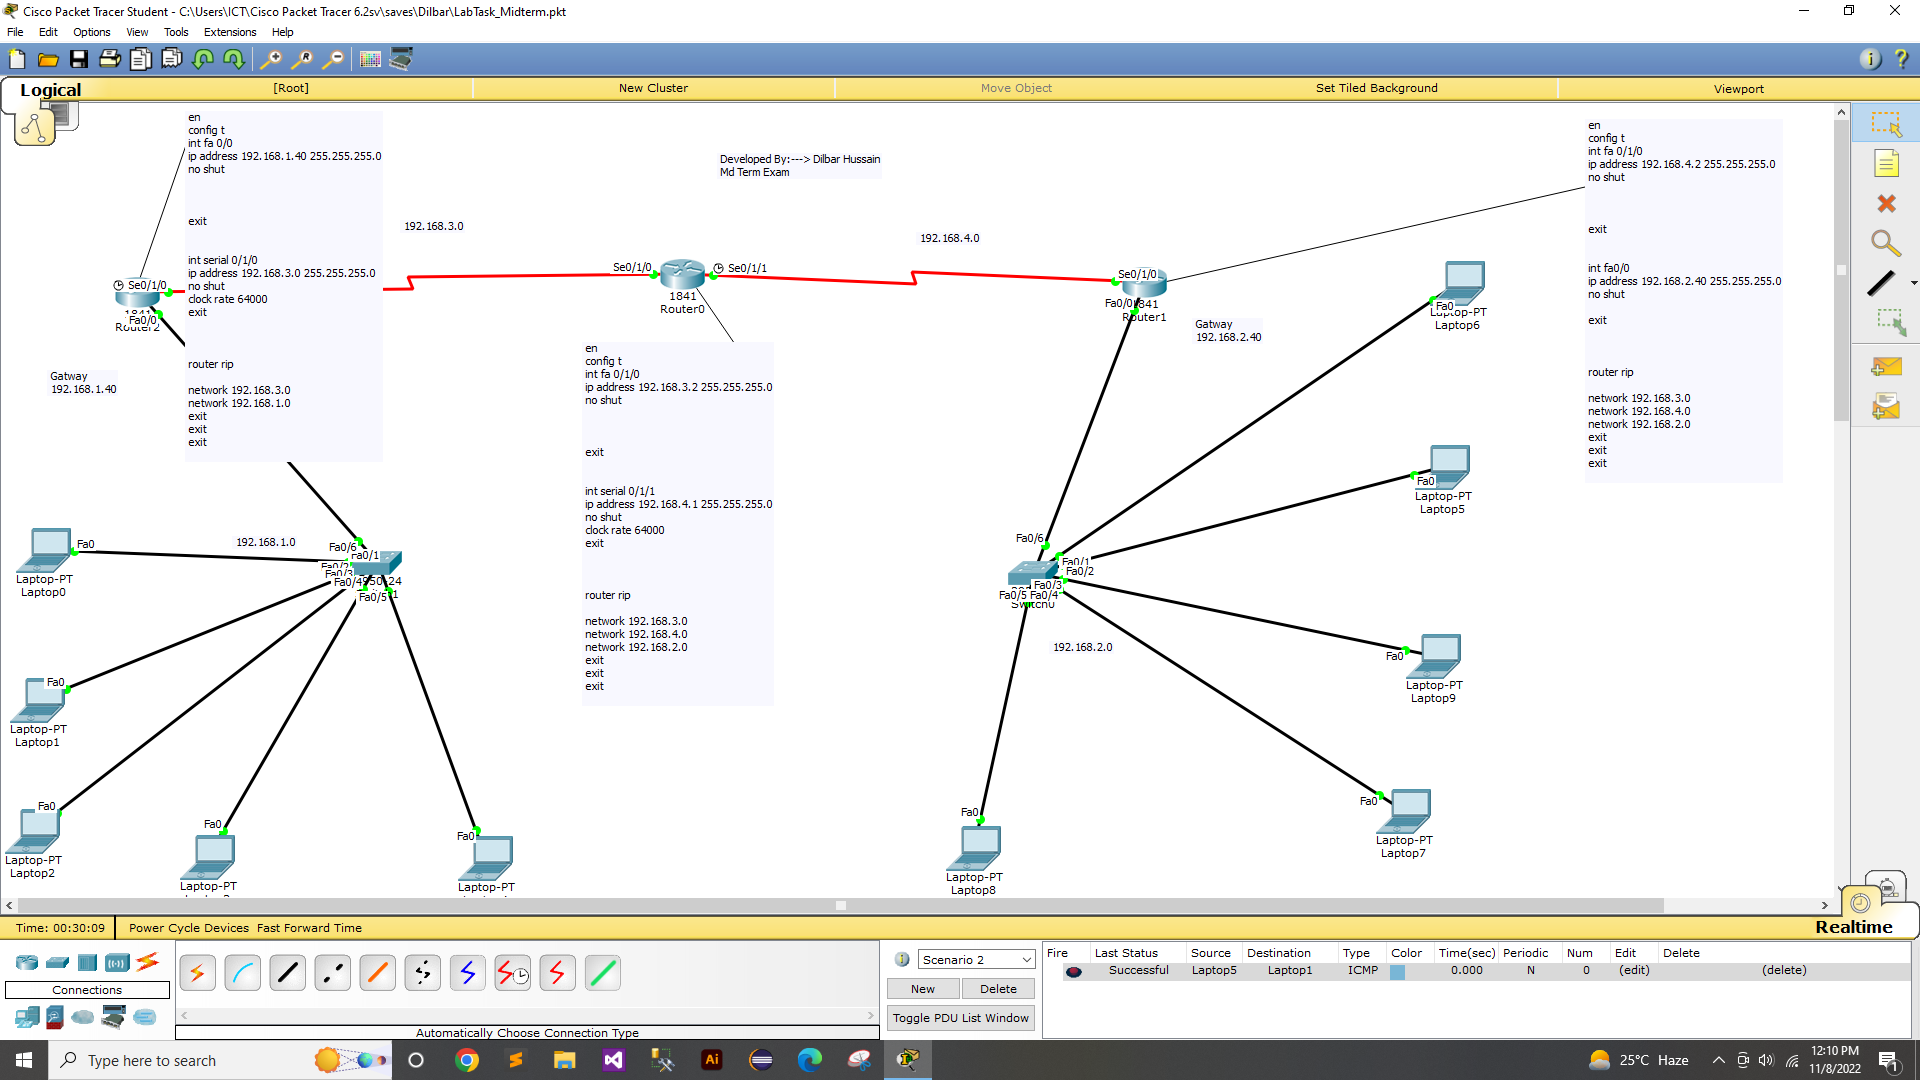 Cisco Packet Tracer Student - C:\Users\ICT\Cisco Packet Tracer 6.2sv\saves\Dilbar\LabTask_Midterm.pkt
File Edit Options View Tools Extensions Help
Logical [Root] New Cluster Move Object Set Tiled Background Viewport
en
config t
int fa 0/0
ip address 192.168.1.40 255.255.255.0
no shut
exit
int serial 0/1/0
ip address 192.168.3.0 255.255.255.0
no shut
clock rate 64000
exit
router rip
network 192.168.3.0
network 192.168.1.0
exit
exit
exit
Developed By:---> Dilbar Hussain
Md Term Exam
192.168.3.0
192.168.4.0
en
config t
int fa 0/1/0
ip address 192.168.4.2 255.255.255.0
no shut
exit
int fa0/0
ip address 192.168.2.40 255.255.255.0
no shut
exit
router rip
network 192.168.3.0
network 192.168.4.0
network 192.168.2.0
exit
exit
exit
Se0/1/0
Fa0/0
Router2
Gatway
192.168.1.40
Se0/1/0
Se0/1/1
1841
Router0
en
config t
int fa 0/1/0
ip address 192.168.3.2 255.255.255.0
no shut
exit
int serial 0/1/1
ip address 192.168.4.1 255.255.255.0
no shut
clock rate 64000
exit
router rip
network 192.168.3.0
network 192.168.4.0
network 192.168.2.0
exit
exit
exit
Se0/1/0
Fa0/0
Router1
Gatway
192.168.2.40
Fa0
Laptop-PT
Laptop6
Fa0
Laptop-PT
Laptop5
Fa0
Laptop-PT
Laptop9
Fa0
Laptop-PT
Laptop7
Fa0
Laptop-PT
Laptop8
Fa0/6
Fa0/1
Fa0/2
Fa0/3
Fa0/5 Fa0/4
Switch0
192.168.2.0
192.168.1.0
Fa0/6
Fa0/1
Fa0/2
Fa0/3
Fa0/4
Fa0/5
Fa0
Laptop-PT
Laptop0
Fa0
Laptop-PT
Laptop1
Fa0
Laptop-PT
Laptop2
Fa0
Laptop-PT
Fa0
Laptop-PT
Time: 00:30:09 Power Cycle Devices Fast Forward Time
Realtime
Connections
Automatically Choose Connection Type
Scenario 2
New Delete
Toggle PDU List Window
Fire Last Status Source Destination Type Color Time(sec) Periodic Num Edit Delete
Successful Laptop5 Laptop1 ICMP 0.000 N 0 (edit) (delete)
Type here to search
Ai
25°C Haze
12:10 PM
11/8/2022
1